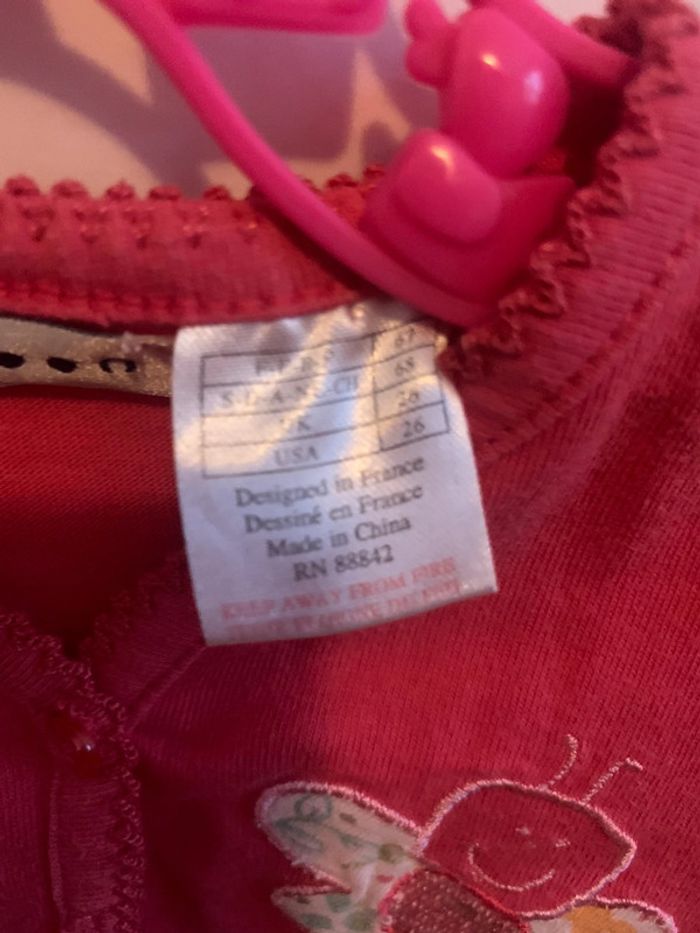 67
68
UK 26
USA 26
Designed in France
Dessiné en France
Made in China
RN 88842
KEEP AWAY FROM FIRE